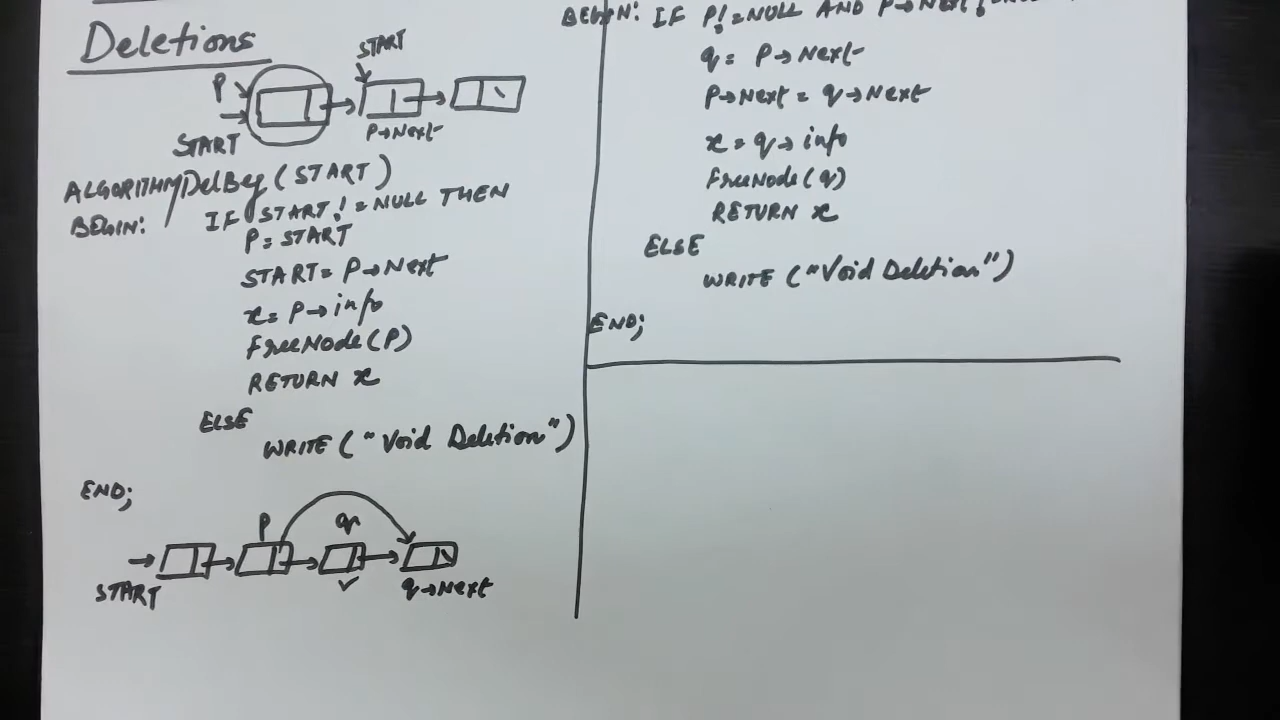 Deletions
START
P
START
P→Next
ALGORITHM DelBeg (START)
BEGIN:
IF START != NULL THEN
P = START
START = P→Next
x = P→info
FreeNode(P)
RETURN x
ELSE
WRITE ("Void Deletion")
END;
P
q
START
q→Next
BEGIN: IF P != NULL AND P→Next !=
q = P→Next
P→Next = q→Next
x = q→info
FreeNode(q)
RETURN x
ELSE
WRITE ("Void Deletion")
END;